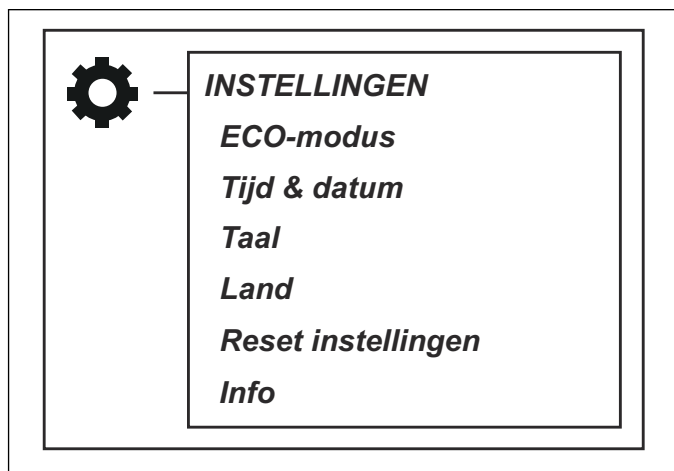 INSTELLINGEN
ECO-modus
Tijd & datum
Taal
Land
Reset instellingen
Info